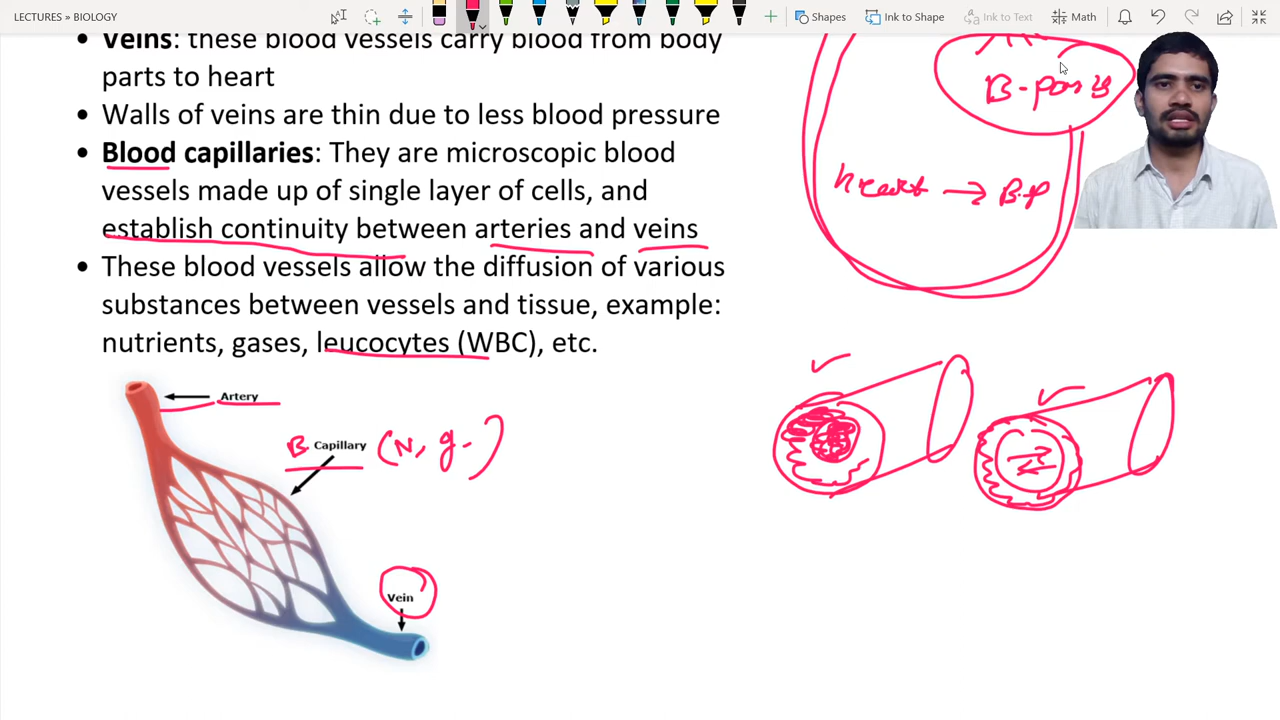 LECTURES » BIOLOGY
Shapes
Ink to Shape
Ink to Text
Math
• Veins: these blood vessels carry blood from body
parts to heart
• Walls of veins are thin due to less blood pressure
• Blood capillaries: They are microscopic blood
vessels made up of single layer of cells, and
establish continuity between arteries and veins
• These blood vessels allow the diffusion of various
substances between vessels and tissue, example:
nutrients, gases, leucocytes (WBC), etc.
B-parts
heart → B.P
Artery
B Capillary (N, g-)
Vein